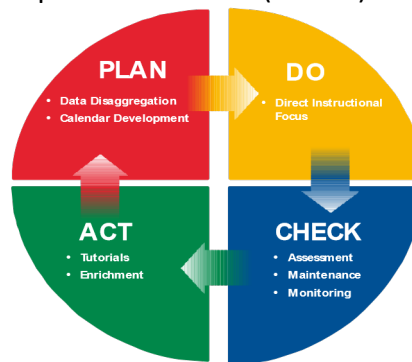 PLAN
• Data Disaggregation
• Calendar Development
DO
• Direct Instructional
Focus
ACT
• Tutorials
• Enrichment
CHECK
• Assessment
• Maintenance
• Monitoring